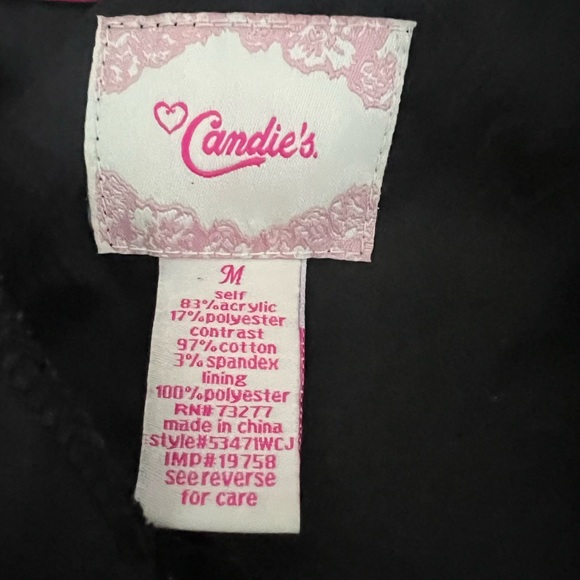 Candie's.
M
self
83%acrylic
17%polyester
contrast
97%cotton
3%spandex
lining
100%polyester
RN#73277
made in china
style#53471WCJ
IMP#19758
see reverse
for care